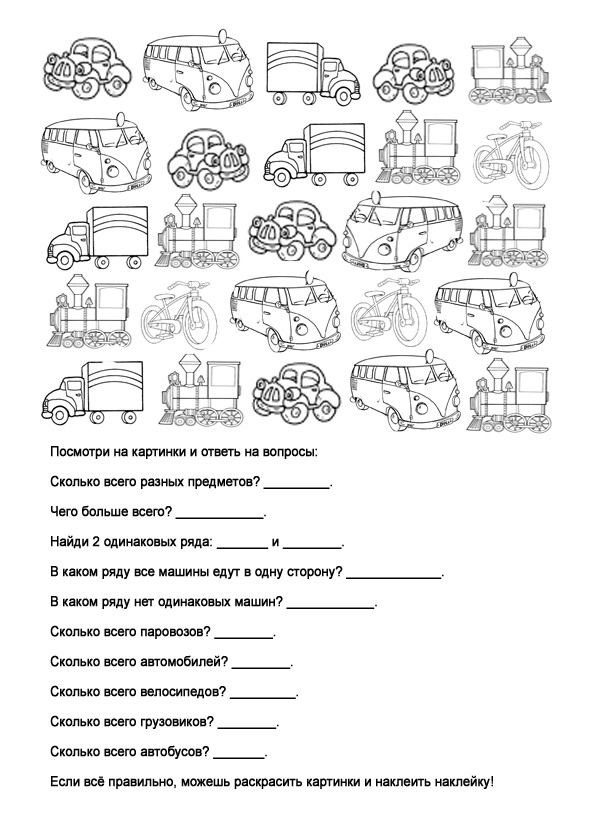 Посмотри на картинки и ответь на вопросы:
Сколько всего разных предметов? _________.
Чего больше всего? ____________.
Найди 2 одинаковых ряда: _______ и ________.
В каком ряду все машины едут в одну сторону? _____________.
В каком ряду нет одинаковых машин? ____________.
Сколько всего паровозов? ________.
Сколько всего автомобилей? ________.
Сколько всего велосипедов? _________.
Сколько всего грузовиков? ________.
Сколько всего автобусов? _______.
Если всё правильно, можешь раскрасить картинки и наклеить наклейку!